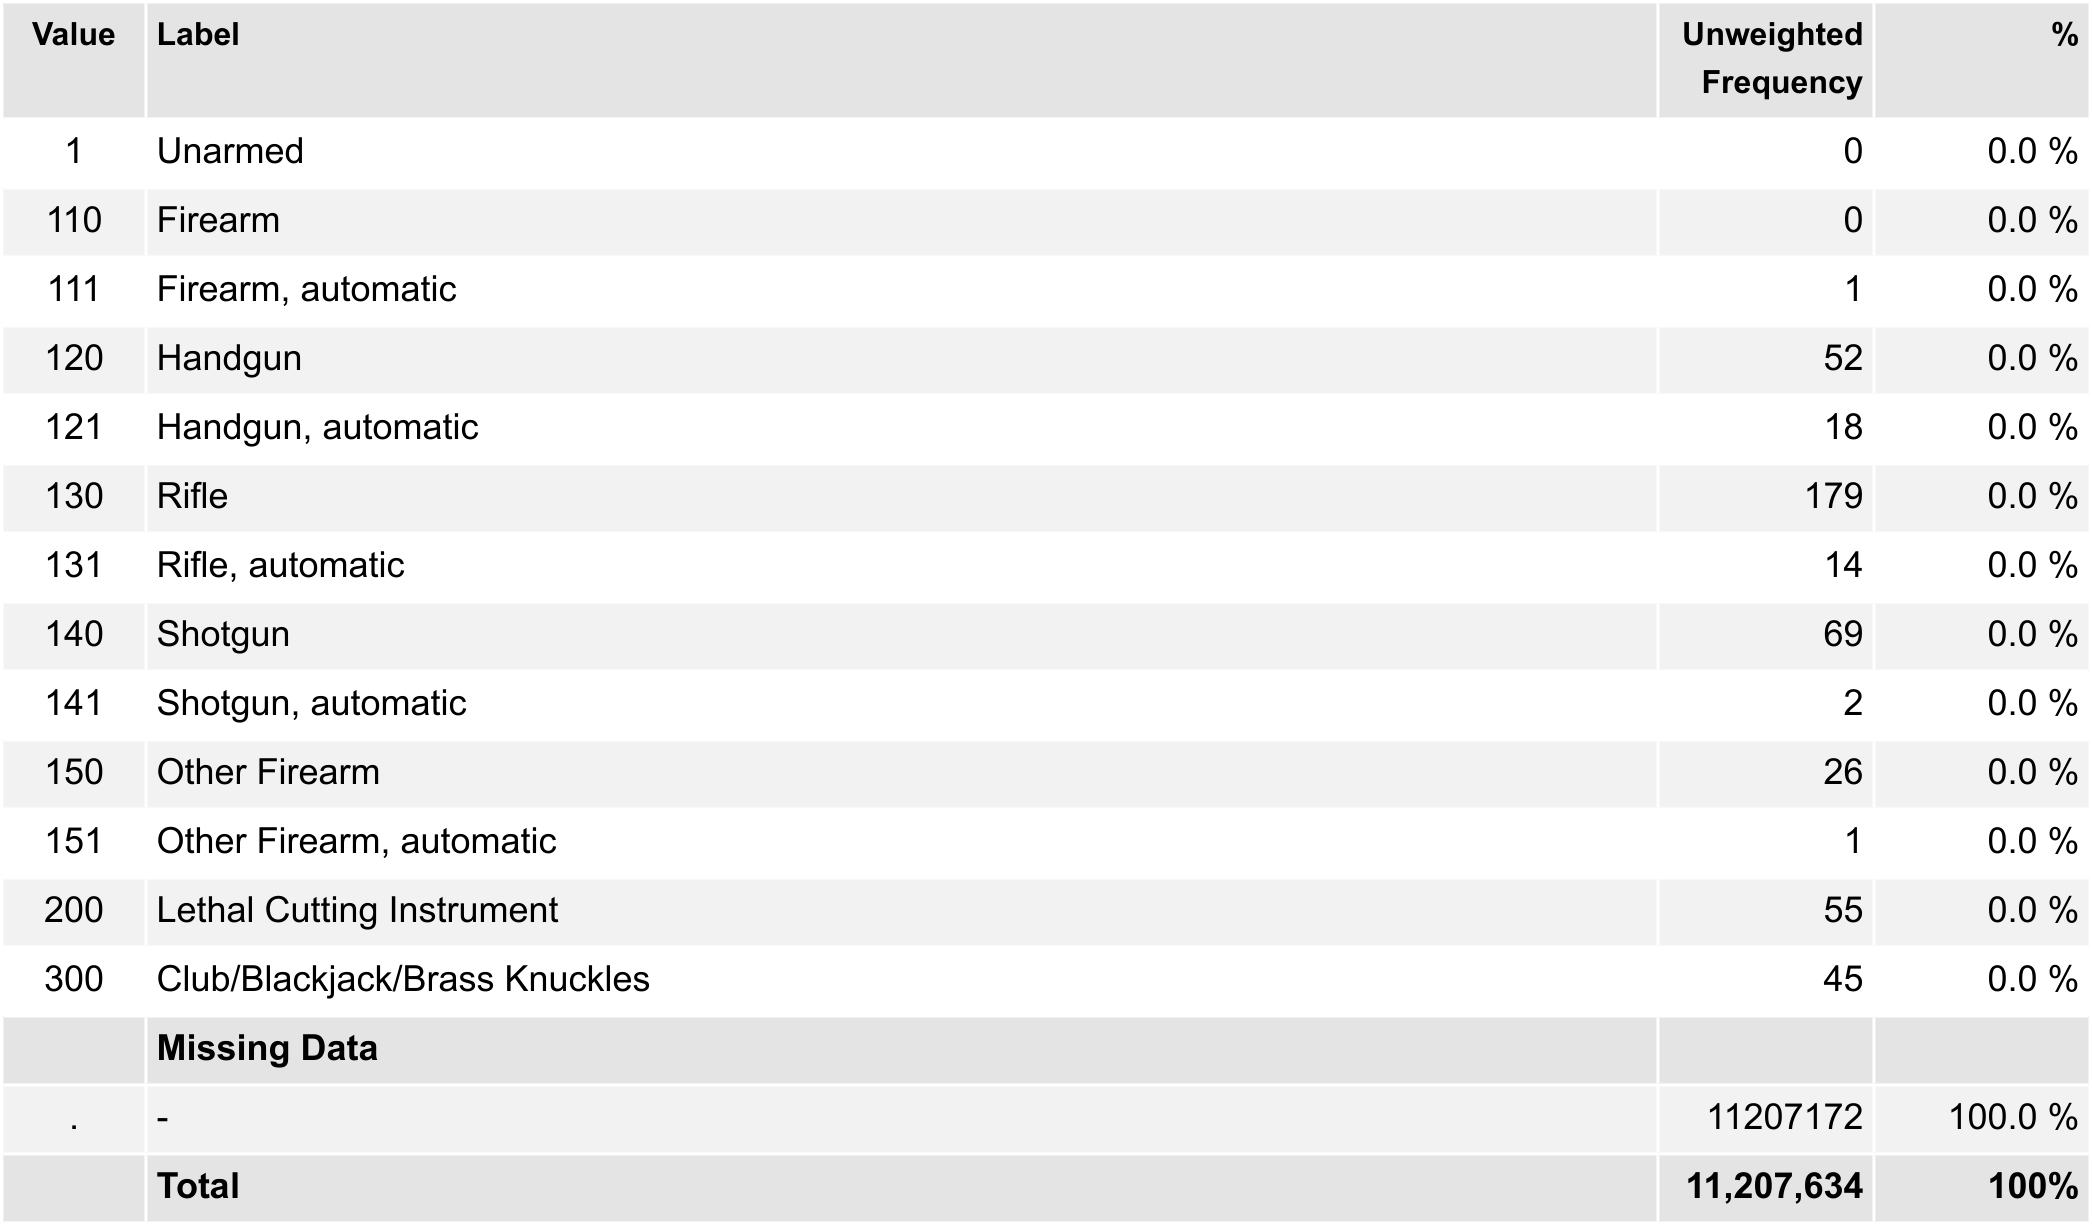 Value Label Unweighted Frequency %
1 Unarmed 0 0.0 %
110 Firearm 0 0.0 %
111 Firearm, automatic 1 0.0 %
120 Handgun 52 0.0 %
121 Handgun, automatic 18 0.0 %
130 Rifle 179 0.0 %
131 Rifle, automatic 14 0.0 %
140 Shotgun 69 0.0 %
141 Shotgun, automatic 2 0.0 %
150 Other Firearm 26 0.0 %
151 Other Firearm, automatic 1 0.0 %
200 Lethal Cutting Instrument 55 0.0 %
300 Club/Blackjack/Brass Knuckles 45 0.0 %
Missing Data
. - 11207172 100.0 %
Total 11,207,634 100%